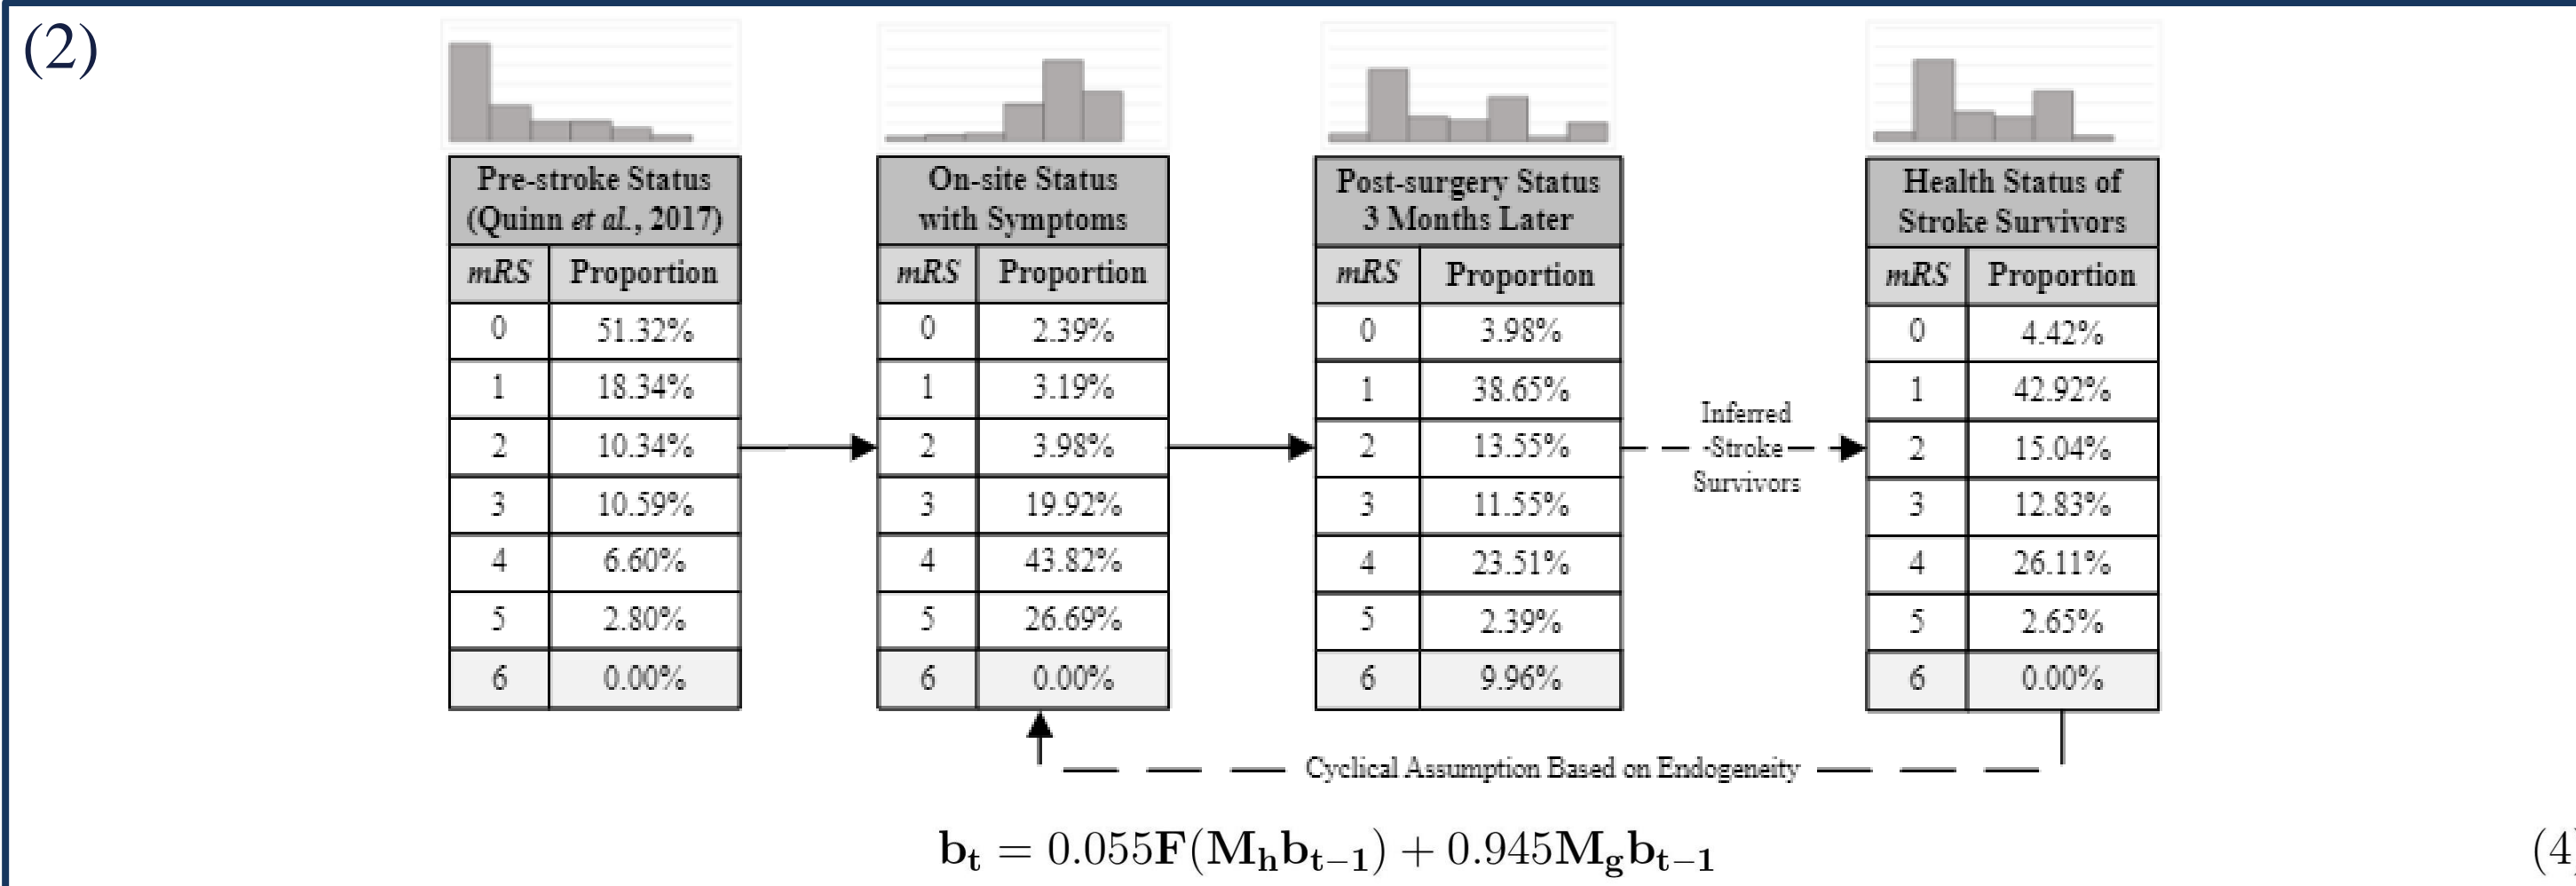 (2)
Pre-stroke Status
(Quinn et al., 2017)
mRS Proportion
0 51.32%
1 18.34%
2 10.34%
3 10.59%
4 6.60%
5 2.80%
6 0.00%
On-site Status
with Symptoms
mRS Proportion
0 2.39%
1 3.19%
2 3.98%
3 19.92%
4 43.82%
5 26.69%
6 0.00%
Post-surgery Status
3 Months Later
mRS Proportion
0 3.98%
1 38.65%
2 13.55%
3 11.55%
4 23.51%
5 2.39%
6 9.96%
Inferred
-Stroke
Survivors
Health Status of
Stroke Survivors
mRS Proportion
0 4.42%
1 42.92%
2 15.04%
3 12.83%
4 26.11%
5 2.65%
6 0.00%
Cyclical Assumption Based on Endogeneity
b_t = 0.055F(M_h b_{t−1}) + 0.945M_g b_{t−1} (4